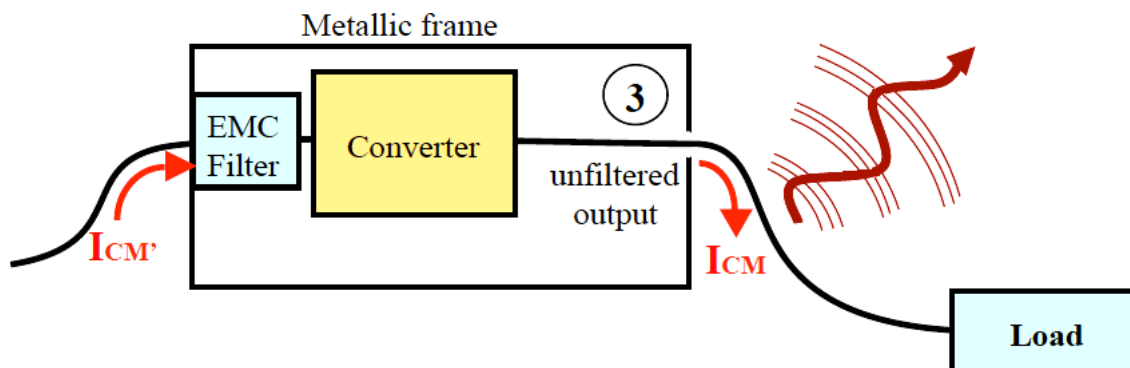 Metallic frame
3
EMC
Filter
Converter
unfiltered
output
ICM’
ICM
Load